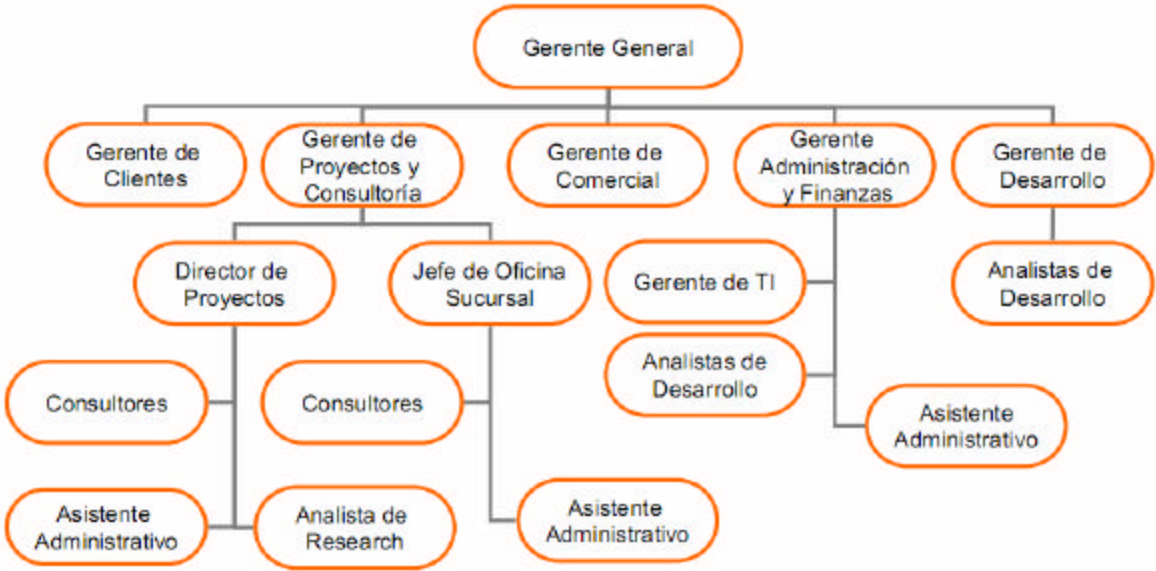 Gerente General
Gerente de
Clientes
Gerente de
Proyectos y
Consultoría
Gerente de
Comercial
Gerente
Administración
y Finanzas
Gerente de
Desarrollo
Director de
Proyectos
Jefe de Oficina
Sucursal
Gerente de TI
Analistas de
Desarrollo
Analistas de
Desarrollo
Consultores
Consultores
Asistente
Administrativo
Asistente
Administrativo
Analista de
Research
Asistente
Administrativo